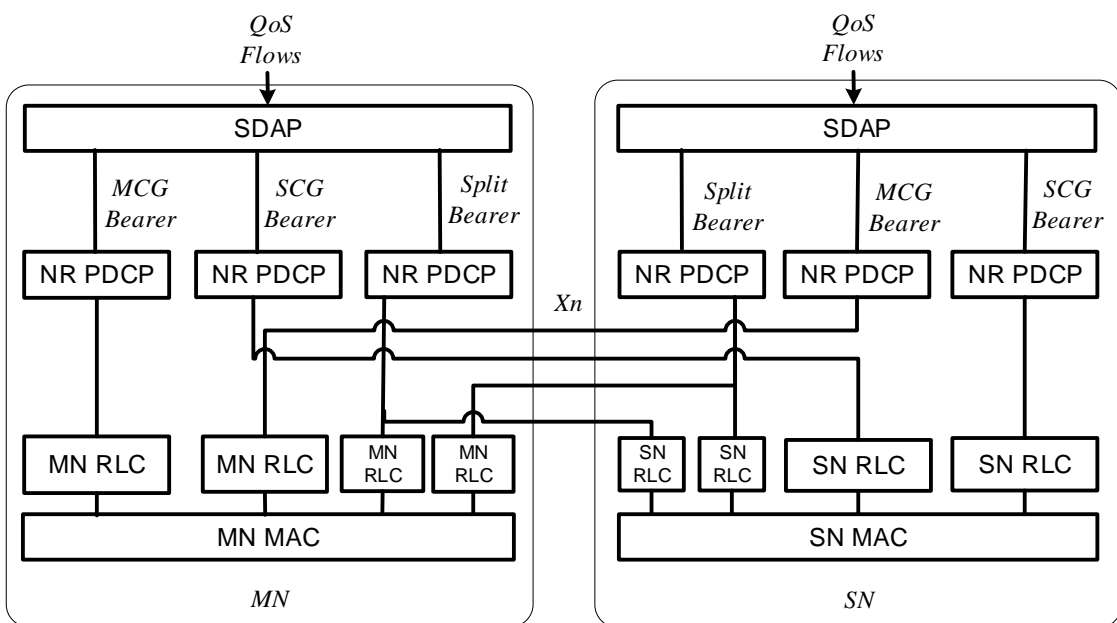 QoS
Flows
QoS
Flows
SDAP
SDAP
MCG
Bearer
SCG
Bearer
Split
Bearer
Split
Bearer
MCG
Bearer
SCG
Bearer
NR PDCP
NR PDCP
NR PDCP
NR PDCP
NR PDCP
NR PDCP
Xn
MN RLC
MN RLC
MN
RLC
MN
RLC
SN
RLC
SN
RLC
SN RLC
SN RLC
MN MAC
SN MAC
MN
SN